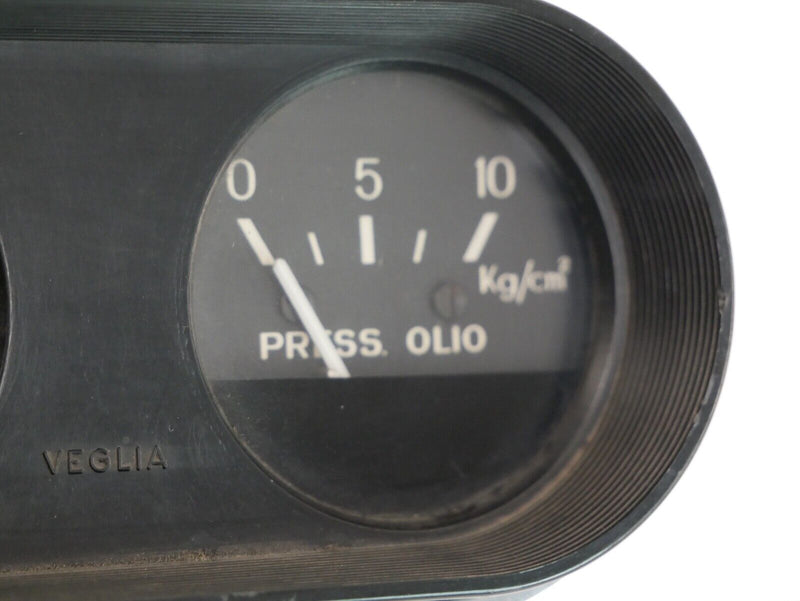 0 5 10
Kg/cm²
PRESS. OLIO
VEGLIA